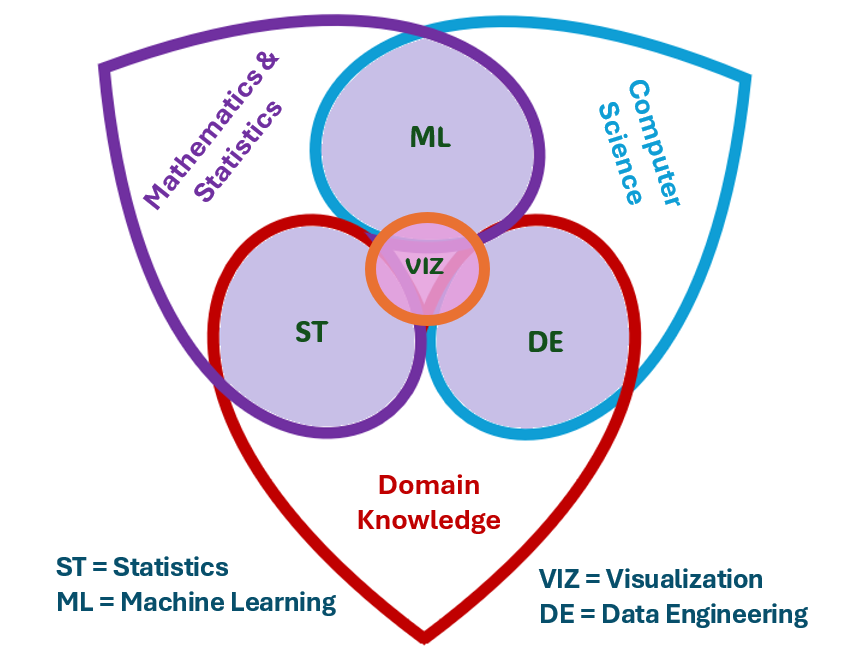 Mathematics &
Statistics
Computer
Science
ML
VIZ
ST
DE
Domain
Knowledge
ST = Statistics
ML = Machine Learning
VIZ = Visualization
DE = Data Engineering